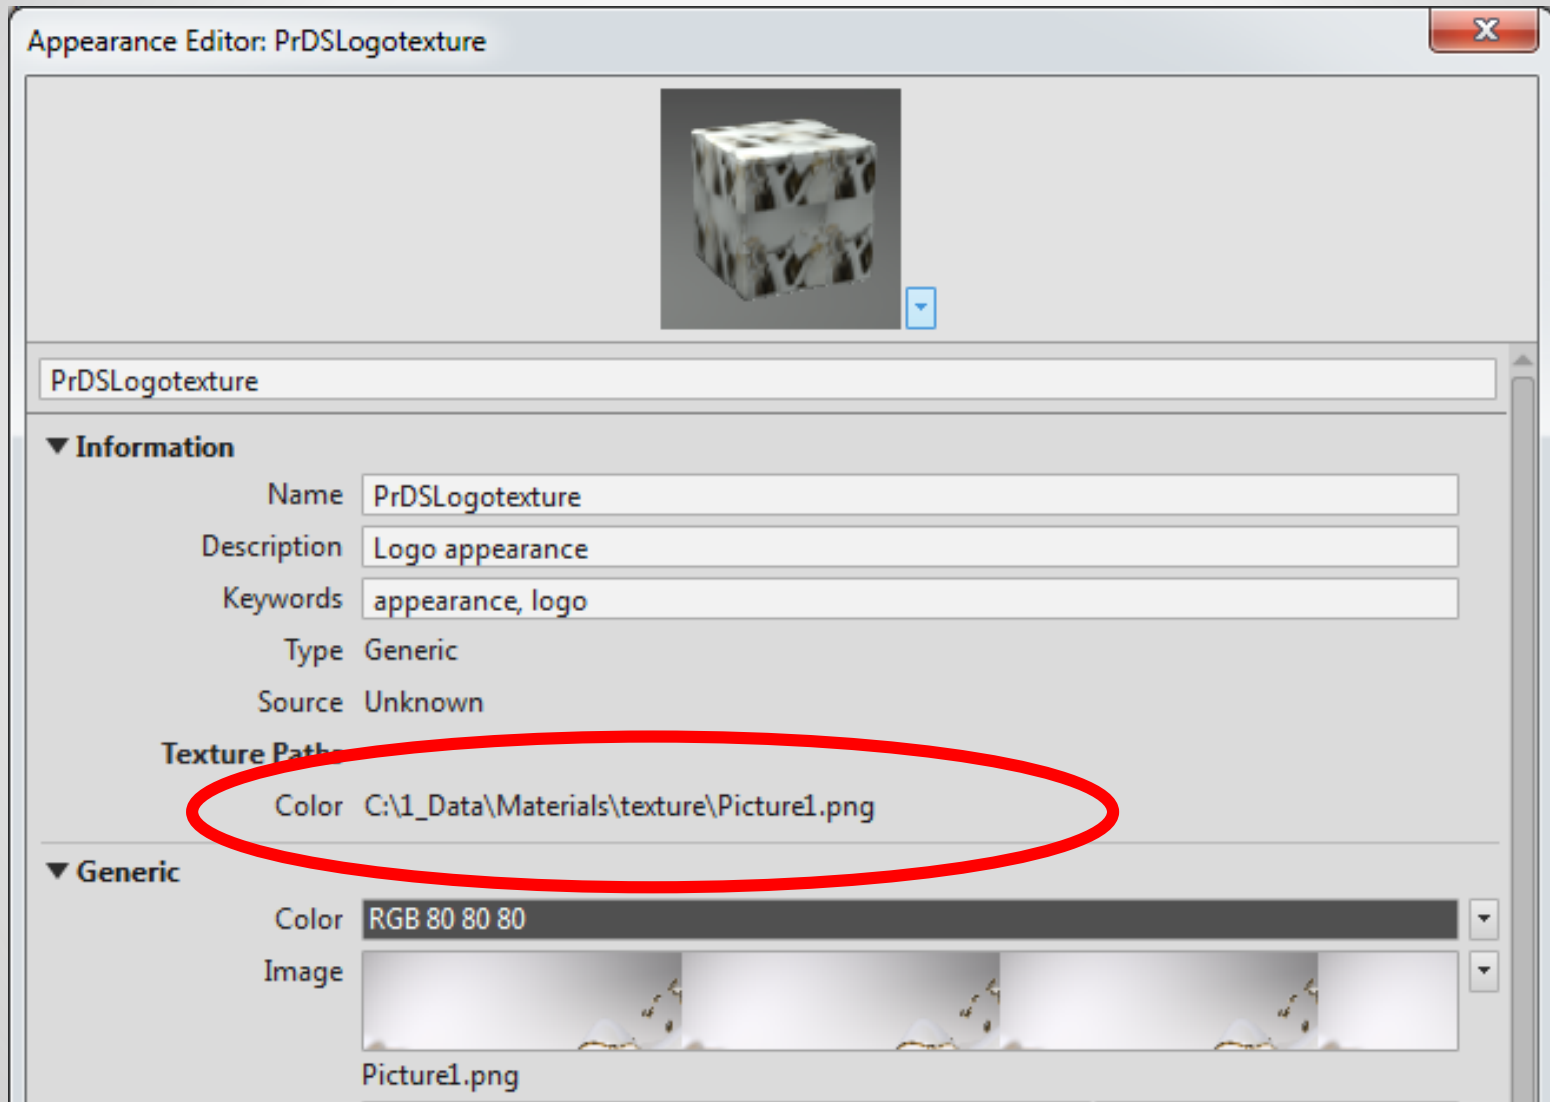 Appearance Editor: PrDSLogotexture
PrDSLogotexture
Information
Name PrDSLogotexture
Description Logo appearance
Keywords appearance, logo
Type Generic
Source Unknown
Texture Paths
Color C:\1_Data\Materials\texture\Picture1.png
Generic
Color RGB 80 80 80
Image
Picture1.png